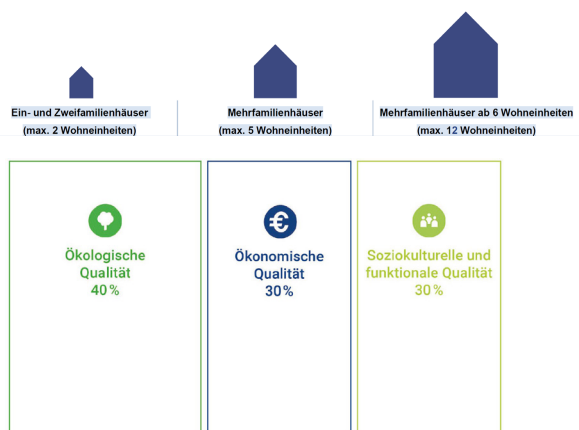 Ein- und Zweifamilienhäuser
(max. 2 Wohneinheiten)
Mehrfamilienhäuser
(max. 5 Wohneinheiten)
Mehrfamilienhäuser ab 6 Wohneinheiten
(max. 12 Wohneinheiten)
Ökologische
Qualität
40 %
€
Ökonomische
Qualität
30 %
Soziokulturelle und
funktionale Qualität
30 %